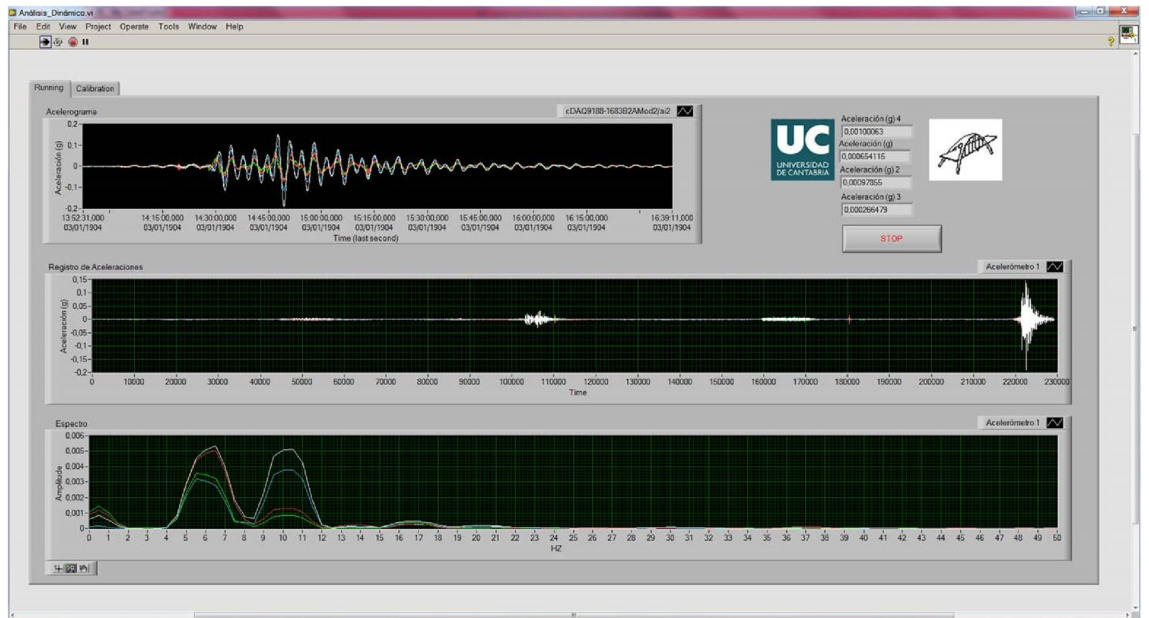 Análisis_Dinámico.vi
File Edit View Project Operate Tools Window Help
Running Calibration
Acelerograma
cDAQ9188-1683B2AMod2/ai2
Aceleración (g)
0.2
0.1
0
-0.1
-0.2
13:52:31,000 14:15:00,000 14:30:00,000 14:45:00,000 15:00:00,000 15:15:00,000 15:30:00,000 15:45:00,000 16:00:00,000 16:15:00,000 16:39:11,000
03/01/1904 03/01/1904 03/01/1904 03/01/1904 03/01/1904 03/01/1904 03/01/1904 03/01/1904 03/01/1904 03/01/1904 03/01/1904
Time (last second)
UC
UNIVERSIDAD
DE CANTABRIA
Aceleración (g) 4
0,00100063
Aceleración (g)
0,000654115
Aceleración (g) 2
0,00097855
Aceleración (g) 3
0,000266479
STOP
Registro de Aceleraciones
Acelerómetro 1
Aceleración (g)
0,15
0,1
0,05
0
-0,05
-0,1
-0,15
-0,2
0 10000 20000 30000 40000 50000 60000 70000 80000 90000 100000 110000 120000 130000 140000 150000 160000 170000 180000 190000 200000 210000 220000 230000
Time
Espectro
Acelerómetro 1
Amplitude
0,006
0,005
0,004
0,003
0,002
0,001
0
0 1 2 3 4 5 6 7 8 9 10 11 12 13 14 15 16 17 18 19 20 21 22 23 24 25 26 27 28 29 30 31 32 33 34 35 36 37 38 39 40 41 42 43 44 45 46 47 48 49 50
HZ